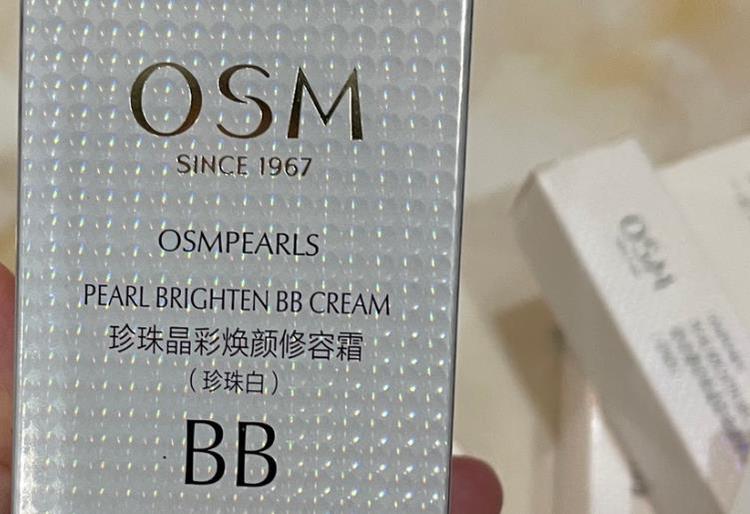 OSM
SINCE 1967
OSMPEARLS
PEARL BRIGHTEN BB CREAM
珍珠晶彩焕颜修容霜
(珍珠白)
BB
OSM